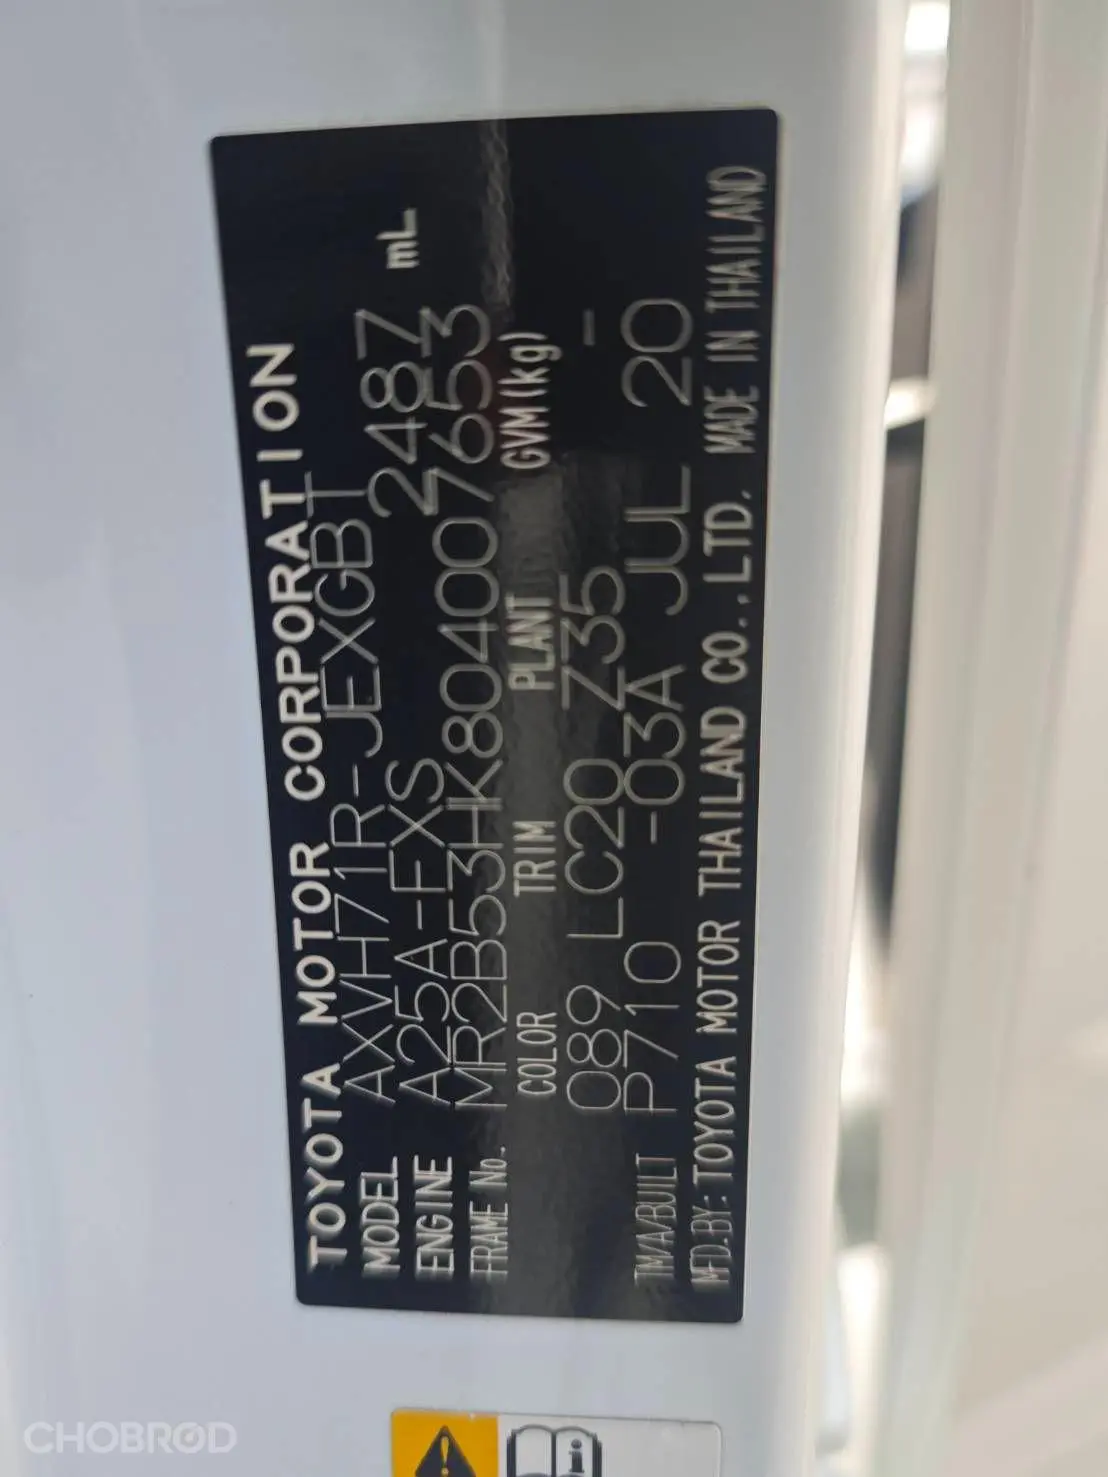 TOYOTA MOTOR CORPORATION
MODEL AXVH71R-JEXGBT
ENGINE A25A-FXS 2487 mL
FRAME No. MR2B53HK804007653
COLOR TRIM PLANT GVM(kg)
089 LC20 Z35 -
TM/A/BUILT P710 -03A JUL 20
MFD.BY:TOYOTA MOTOR THAILAND CO.,LTD. MADE IN THAILAND
CHOBROD